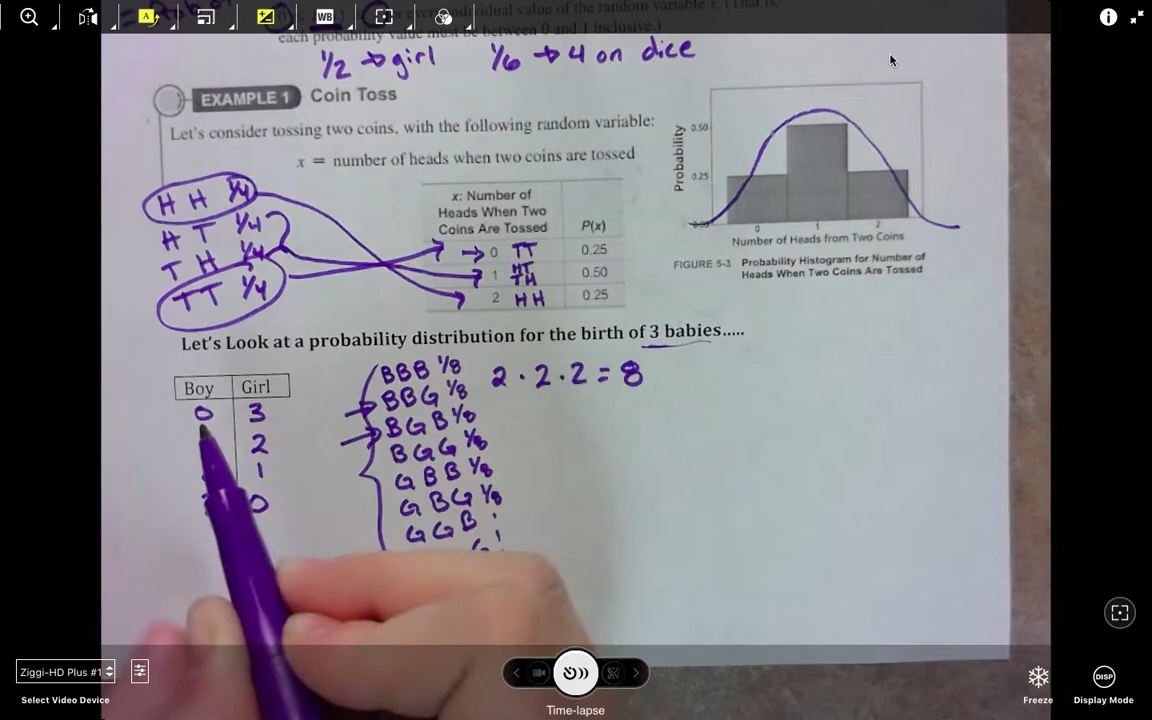 WB
each probability value must be between 0 and 1 inclusive.)
1/2 → girl 1/6 → 4 on dice
EXAMPLE 1 Coin Toss
Let's consider tossing two coins, with the following random variable:
x = number of heads when two coins are tossed
H H 1/4
H T 1/4
T H 1/4
TT 1/4
x: Number of
Heads When Two
Coins Are Tossed P(x)
→ 0 TT 0.25
1 HT TH 0.50
2 HH 0.25
Probability
0.50
0.25
0.00
0 1 2
Number of Heads from Two Coins
FIGURE 5-3 Probability Histogram for Number of
Heads When Two Coins Are Tossed
Let's Look at a probability distribution for the birth of 3 babies.....
Boy Girl
0 3
2
1
0
BBB 1/8
BBG 1/8
BGB 1/8
BGG 1/8
GBB 1/8
GBG 1/8
GGB
2 · 2 · 2 = 8
Ziggi-HD Plus #1
Select Video Device
Time-lapse
Freeze
DISP
Display Mode